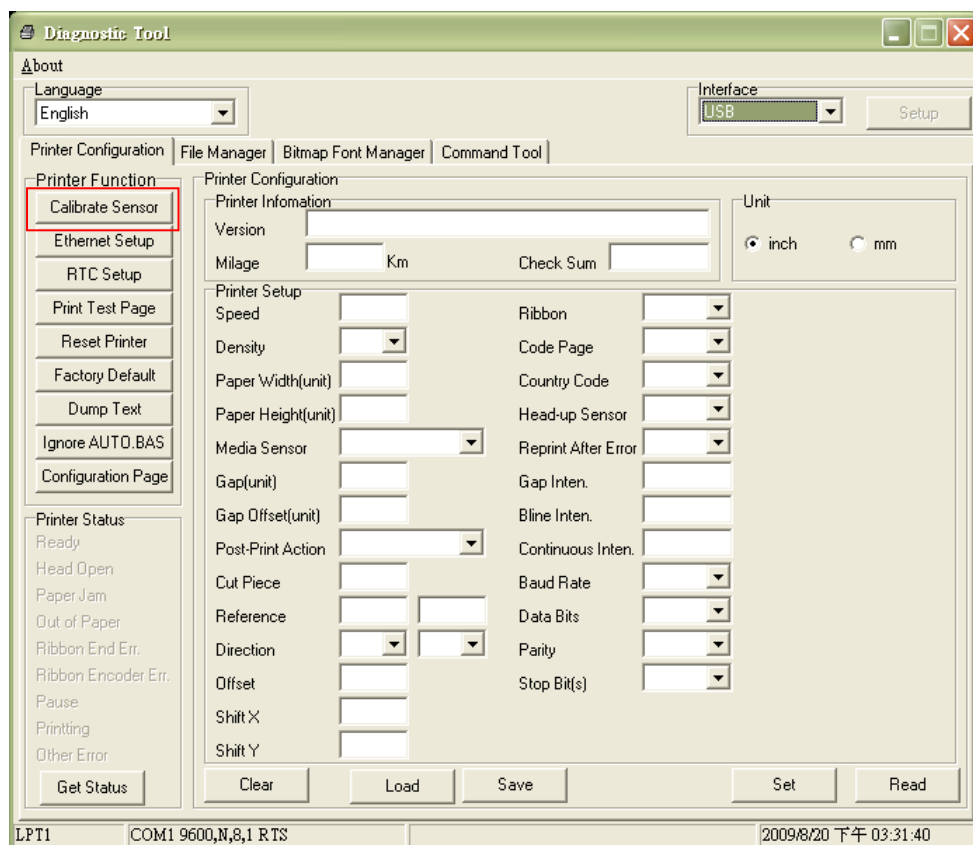 Diagnostic Tool
About
Language
English
Interface
USB
Setup
Printer Configuration
File Manager
Bitmap Font Manager
Command Tool
Printer Function
Calibrate Sensor
Ethernet Setup
RTC Setup
Print Test Page
Reset Printer
Factory Default
Dump Text
Ignore AUTO.BAS
Configuration Page
Printer Status
Ready
Head Open
Paper Jam
Out of Paper
Ribbon End Err.
Ribbon Encoder Err.
Pause
Printting
Other Error
Get Status
Printer Configuration
Printer Infomation
Version
Milage
Km
Check Sum
Unit
inch
mm
Printer Setup
Speed
Density
Paper Width(unit)
Paper Height(unit)
Media Sensor
Gap(unit)
Gap Offset(unit)
Post-Print Action
Cut Piece
Reference
Direction
Offset
Shift X
Shift Y
Ribbon
Code Page
Country Code
Head-up Sensor
Reprint After Error
Gap Inten.
Bline Inten.
Continuous Inten.
Baud Rate
Data Bits
Parity
Stop Bit(s)
Clear
Load
Save
Set
Read
LPT1
COM1 9600,N,8,1 RTS
2009/8/20 下午 03:31:40